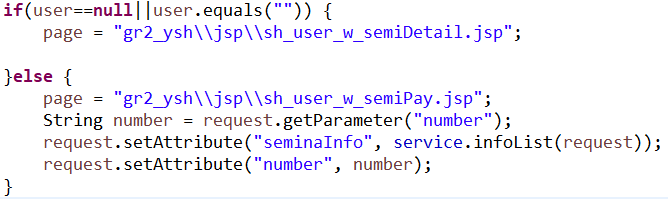 if(user==null||user.equals("")) {
page = "gr2_ysh\\jsp\\sh_user_w_semiDetail.jsp";
}else {
page = "gr2_ysh\\jsp\\sh_user_w_semiPay.jsp";
String number = request.getParameter("number");
request.setAttribute("seminaInfo", service.infoList(request));
request.setAttribute("number", number);
}